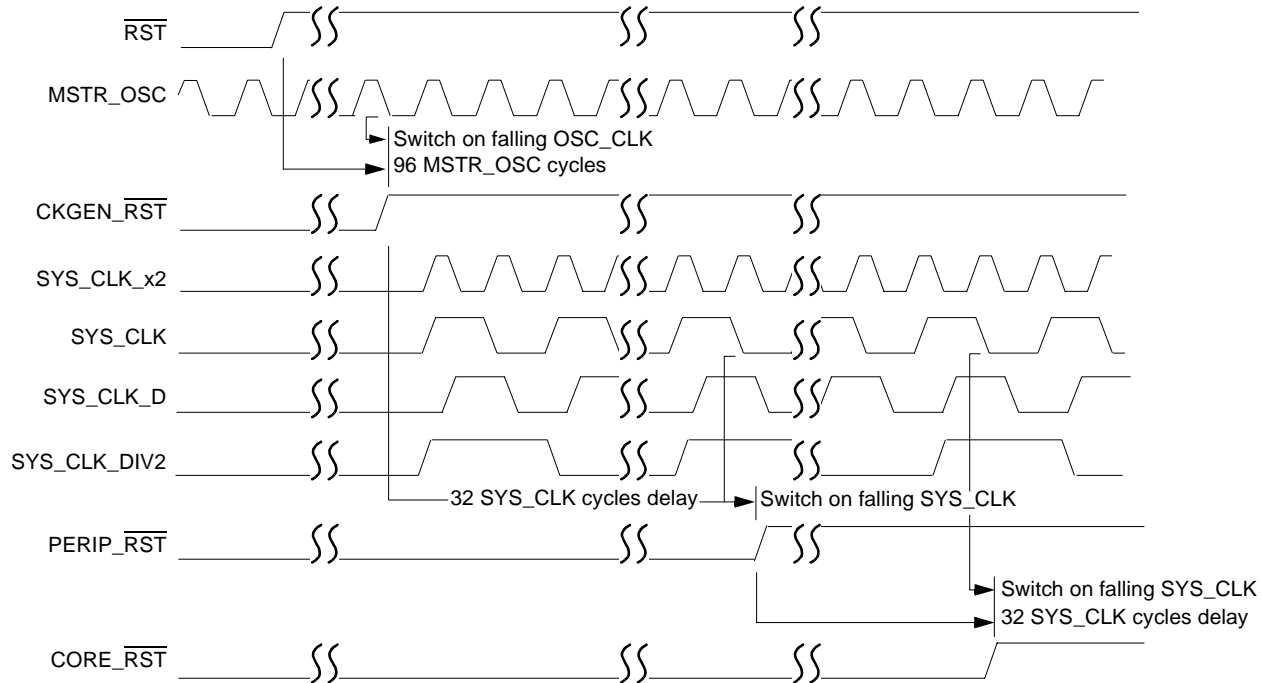 RST
MSTR_OSC
Switch on falling OSC_CLK
96 MSTR_OSC cycles
CKGEN_RST
SYS_CLK_x2
SYS_CLK
SYS_CLK_D
SYS_CLK_DIV2
32 SYS_CLK cycles delay
Switch on falling SYS_CLK
PERIP_RST
Switch on falling SYS_CLK
32 SYS_CLK cycles delay
CORE_RST